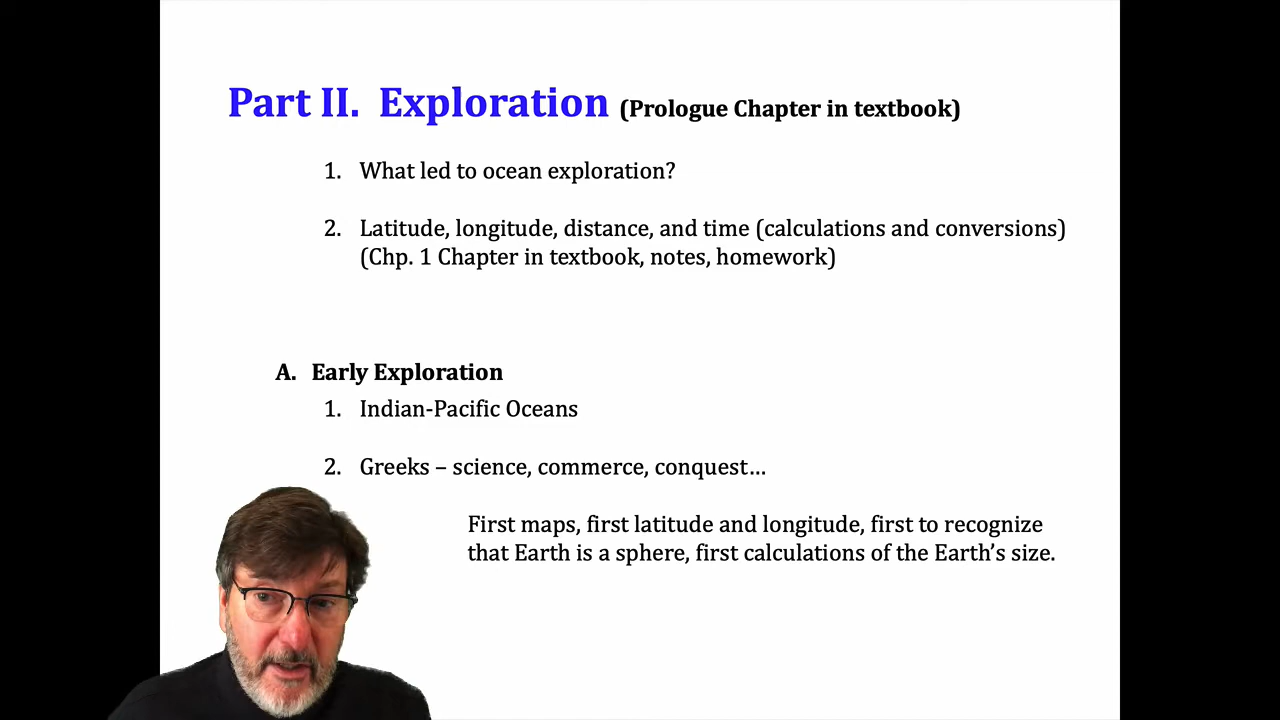 Part II. Exploration (Prologue Chapter in textbook)
1. What led to ocean exploration?
2. Latitude, longitude, distance, and time (calculations and conversions)
(Chp. 1 Chapter in textbook, notes, homework)
A. Early Exploration
1. Indian-Pacific Oceans
2. Greeks – science, commerce, conquest…
First maps, first latitude and longitude, first to recognize
that Earth is a sphere, first calculations of the Earth’s size.